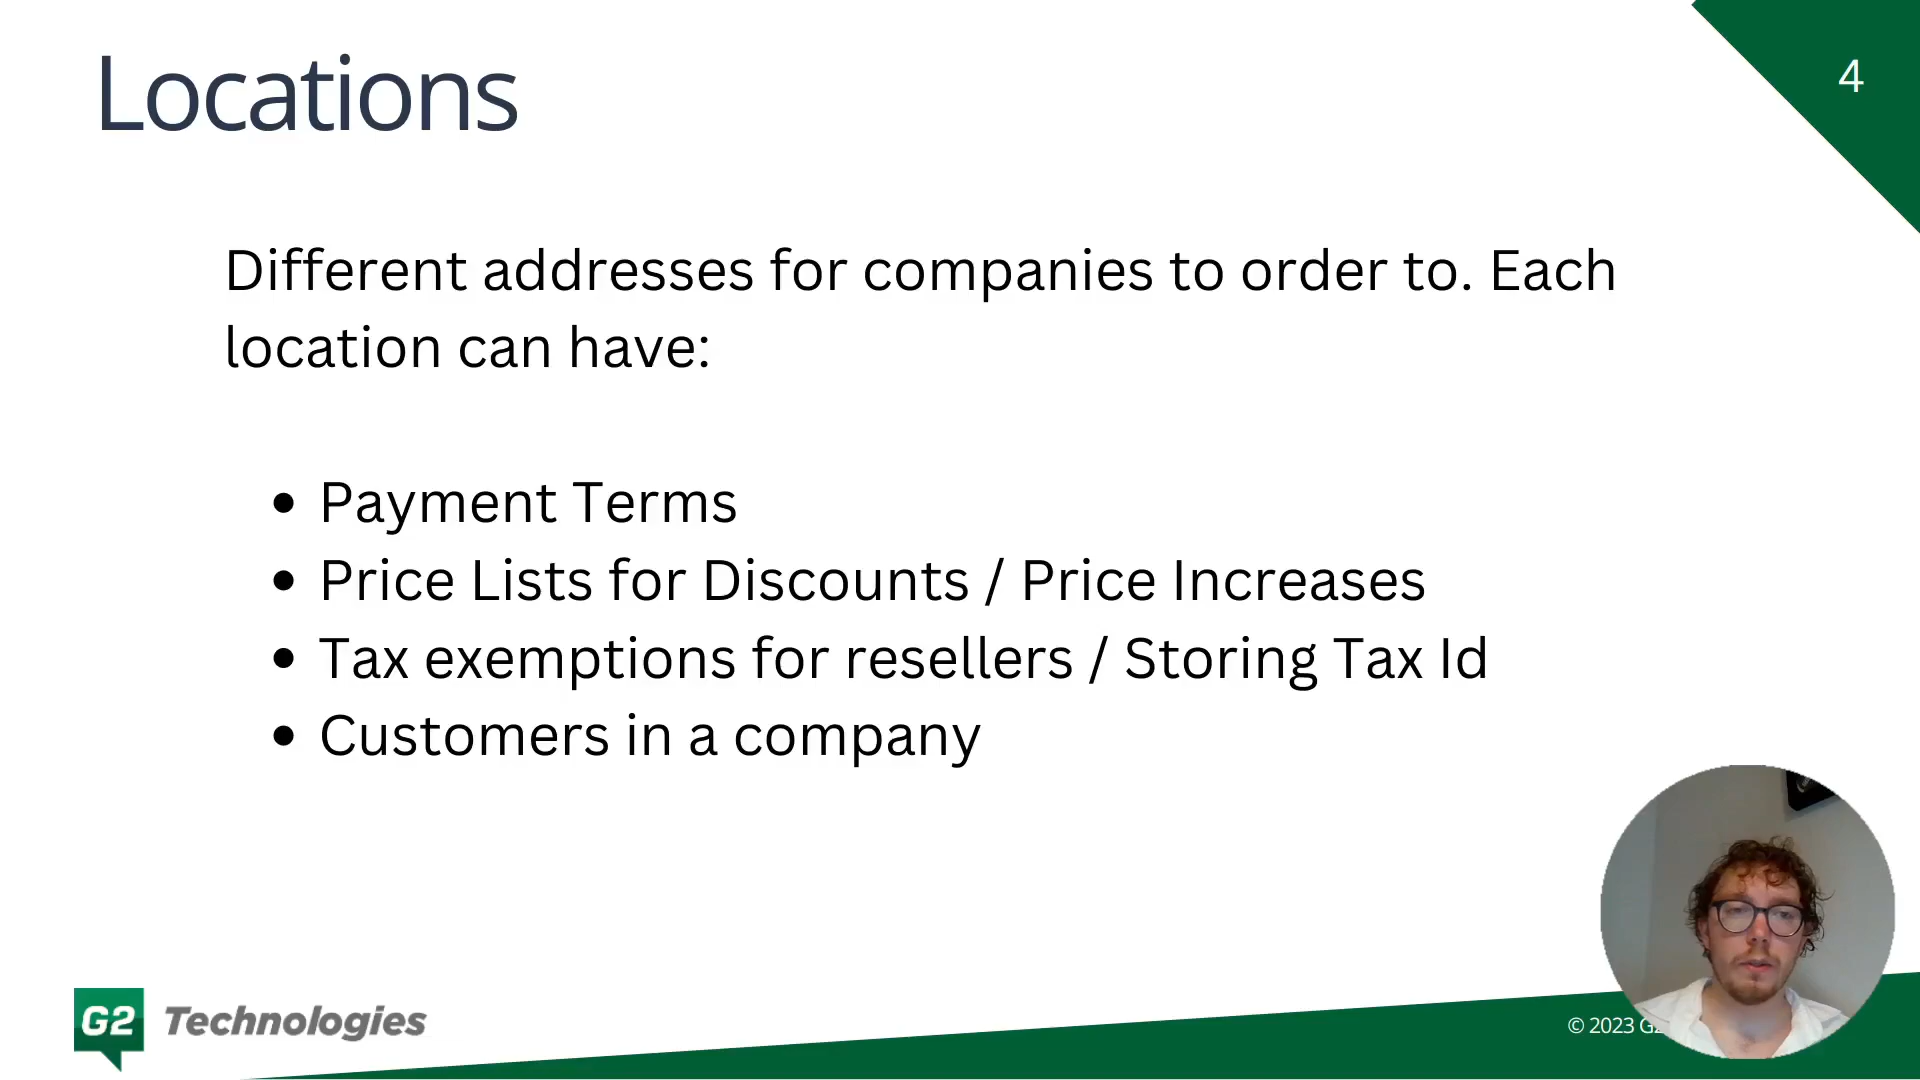 Locations
4
Different addresses for companies to order to. Each
location can have:
• Payment Terms
• Price Lists for Discounts / Price Increases
• Tax exemptions for resellers / Storing Tax Id
• Customers in a company
G2 Technologies
© 2023 G2